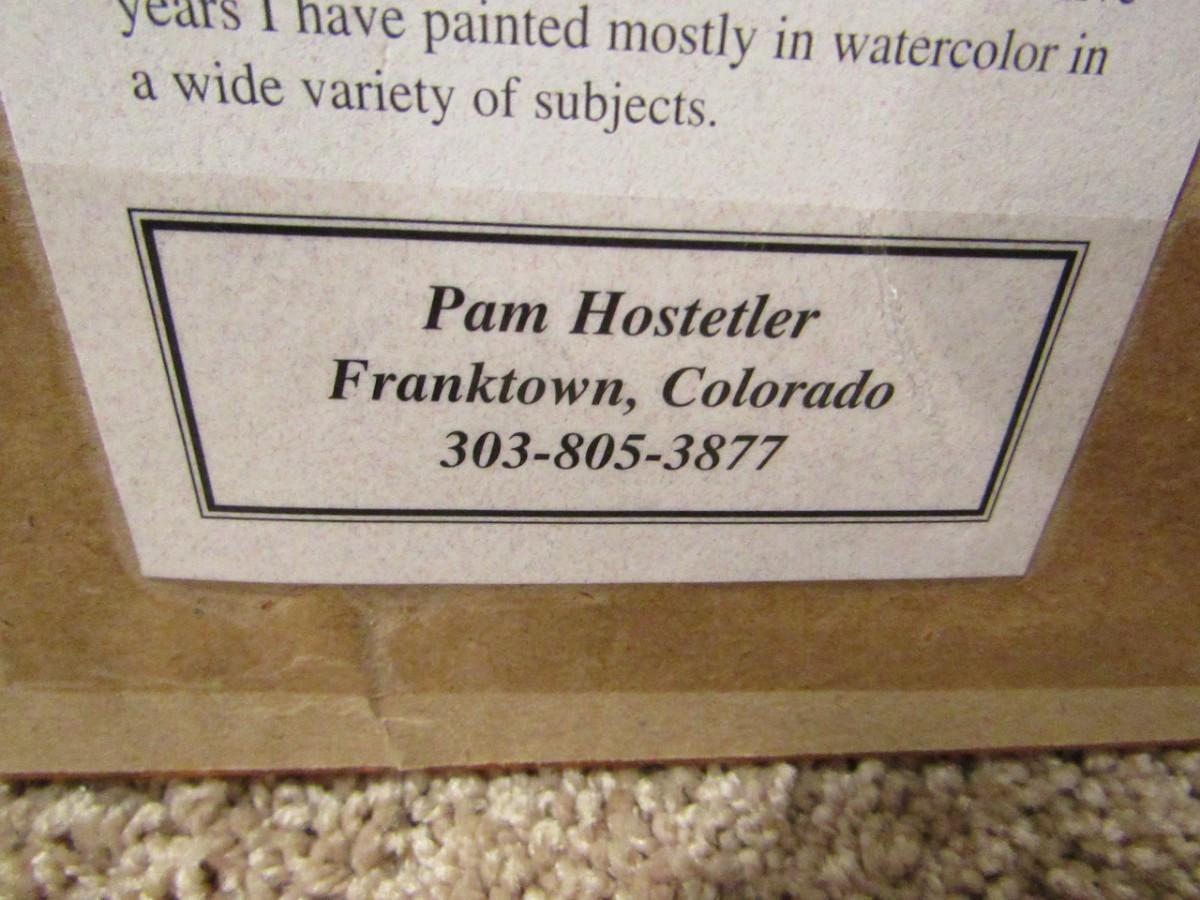 years I have painted mostly in watercolor in
a wide variety of subjects.
Pam Hostetler
Franktown, Colorado
303-805-3877